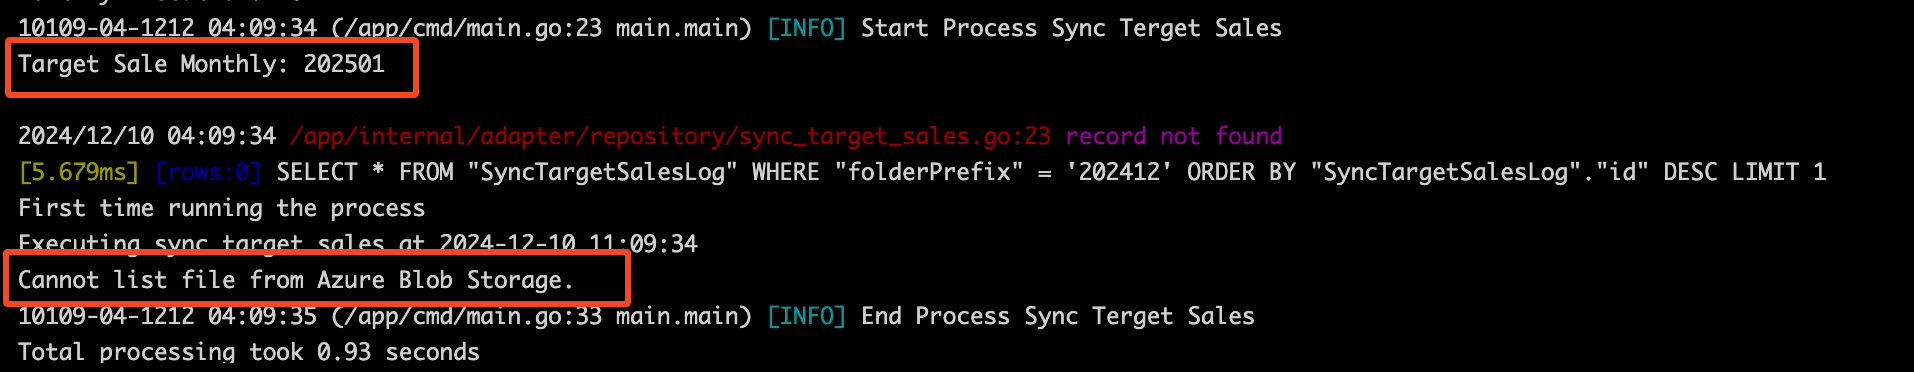 10109-04-1212 04:09:34 (/app/cmd/main.go:23 main.main) [INFO] Start Process Sync Terget Sales
Target Sale Monthly: 202501
2024/12/10 04:09:34 /app/internal/adapter/repository/sync_target_sales.go:23 record not found
[5.679ms] [rows:0] SELECT * FROM "SyncTargetSalesLog" WHERE "folderPrefix" = '202412' ORDER BY "SyncTargetSalesLog"."id" DESC LIMIT 1
First time running the process
Executing sync target sales at 2024-12-10 11:09:34
Cannot list file from Azure Blob Storage.
10109-04-1212 04:09:35 (/app/cmd/main.go:33 main.main) [INFO] End Process Sync Terget Sales
Total processing took 0.93 seconds